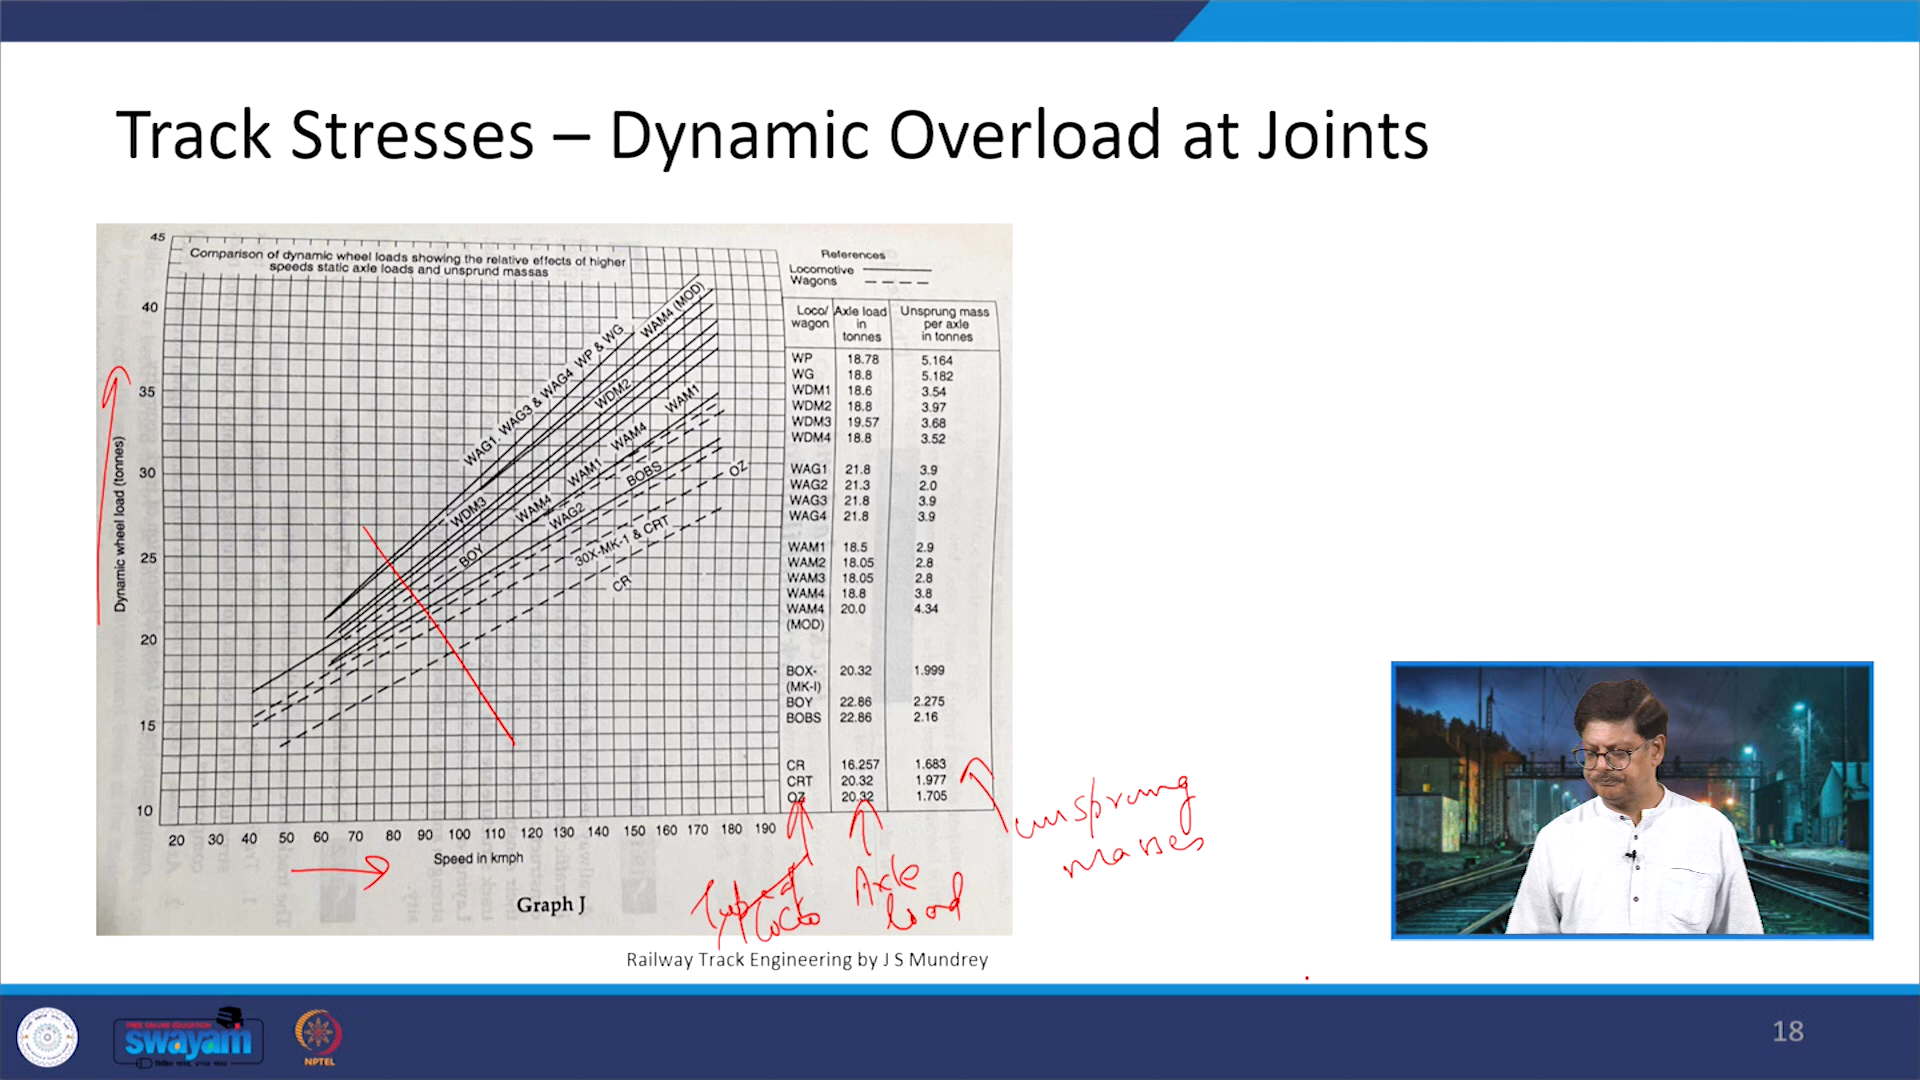 Track Stresses – Dynamic Overload at Joints
Comparison of dynamic wheel loads showing the relative effects of higher
speeds static axle loads and unsprund massas
45
40
35
30
25
20
15
10
Dynamic wheel load (tonnes)
WAG1, WAG3 & WAG4 WP & WG
WAM4 (MOD)
WDM2
WAM1
WAM4
WAM1
BOBS
OZ
WDM3
WAM4
WAG2
BOY
30X-MK-1 & CRT
CR
20 30 40 50 60 70 80 90 100 110 120 130 140 150 160 170 180 190
Speed in kmph
Graph J
References
Locomotive
Wagons
Loco/ wagon Axle load in tonnes Unsprung mass per axle in tonnes
WP 18.78 5.164
WG 18.8 5.182
WDM1 18.6 3.54
WDM2 18.8 3.97
WDM3 19.57 3.68
WDM4 18.8 3.52
WAG1 21.8 3.9
WAG2 21.3 2.0
WAG3 21.8 3.9
WAG4 21.8 3.9
WAM1 18.5 2.9
WAM2 18.05 2.8
WAM3 18.05 2.8
WAM4 18.8 3.8
WAM4 20.0 4.34
(MOD)
BOX- 20.32 1.999
(MK-I)
BOY 22.86 2.275
BOBS 22.86 2.16
CR 16.257 1.683
CRT 20.32 1.977
OZ 20.32 1.705
unsprung
masses
Axle
load
Railway Track Engineering by J S Mundrey
FREE ONLINE EDUCATION
swayam
NPTEL
18